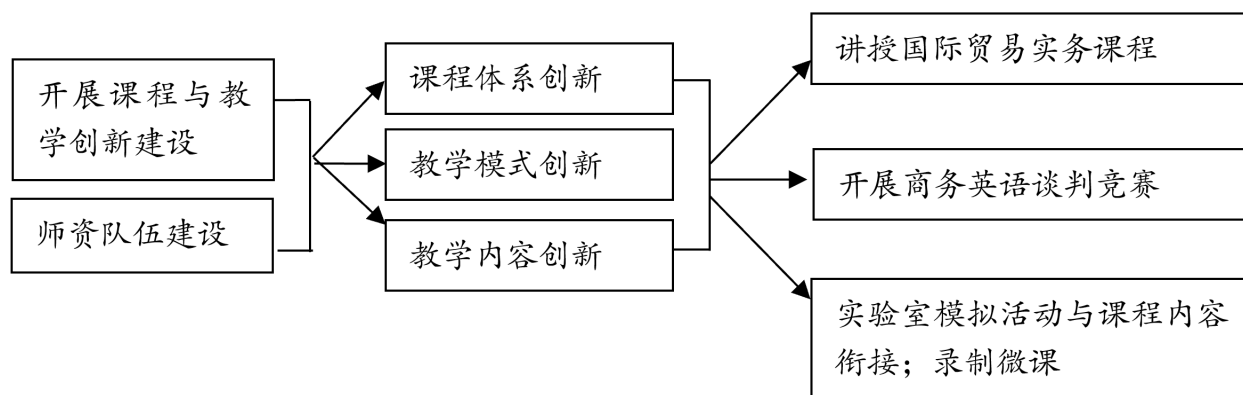 开展课程与教
学创新建设
师资队伍建设
课程体系创新
教学模式创新
教学内容创新
讲授国际贸易实务课程
开展商务英语谈判竞赛
实验室模拟活动与课程内容
衔接；录制微课